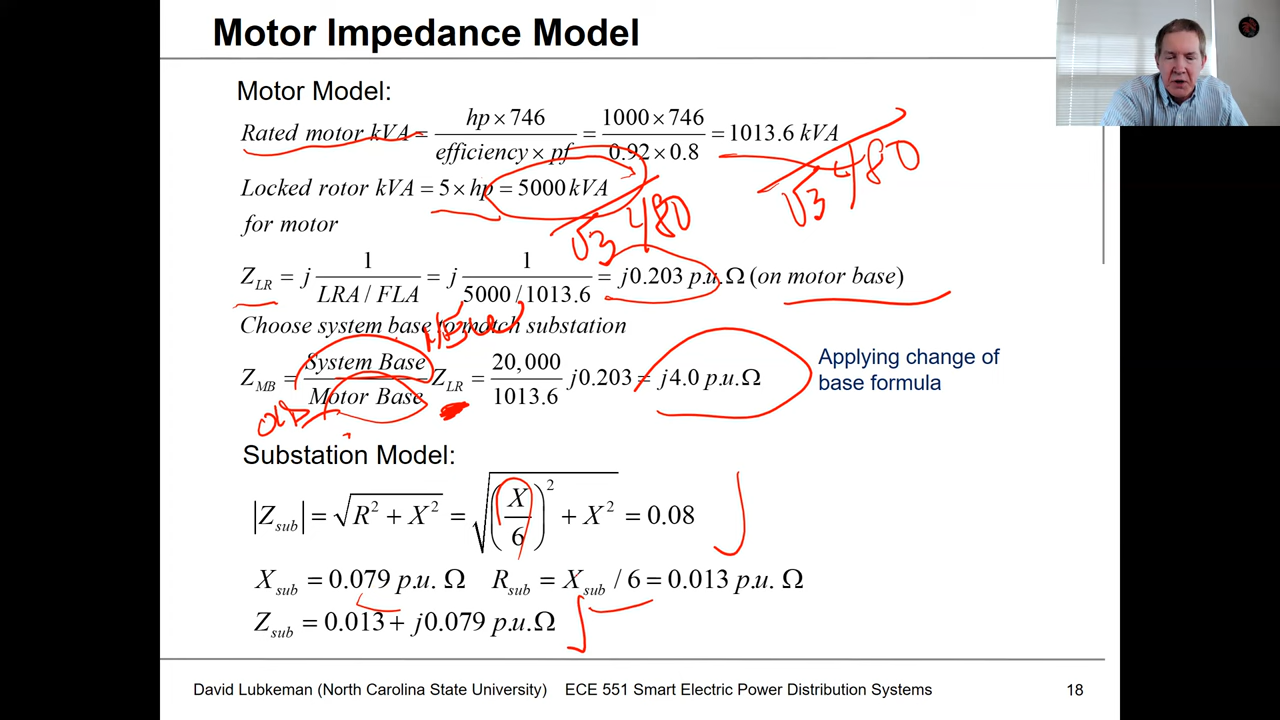 Motor Impedance Model
Motor Model:
Rated motor kVA = hp × 746 / efficiency × pf = 1000 × 746 / 0.92 × 0.8 = 1013.6 kVA
√3 480
Locked rotor kVA = 5 × hp = 5000 kVA
√3 480
for motor
Z_LR = j 1 / LRA / FLA = j 1 / 5000 / 1013.6 = j0.203 p.u.Ω (on motor base)
Choose system base to match substation
NEW
Z_MB = System Base / Motor Base Z_LR = 20,000 / 1013.6 j0.203 = j4.0 p.u.Ω
OLD
Applying change of
base formula
Substation Model:
|Z_sub| = √R² + X² = √(X / 6)² + X² = 0.08
X_sub = 0.079 p.u. Ω R_sub = X_sub / 6 = 0.013 p.u. Ω
Z_sub = 0.013 + j0.079 p.u.Ω
David Lubkeman (North Carolina State University) ECE 551 Smart Electric Power Distribution Systems 18